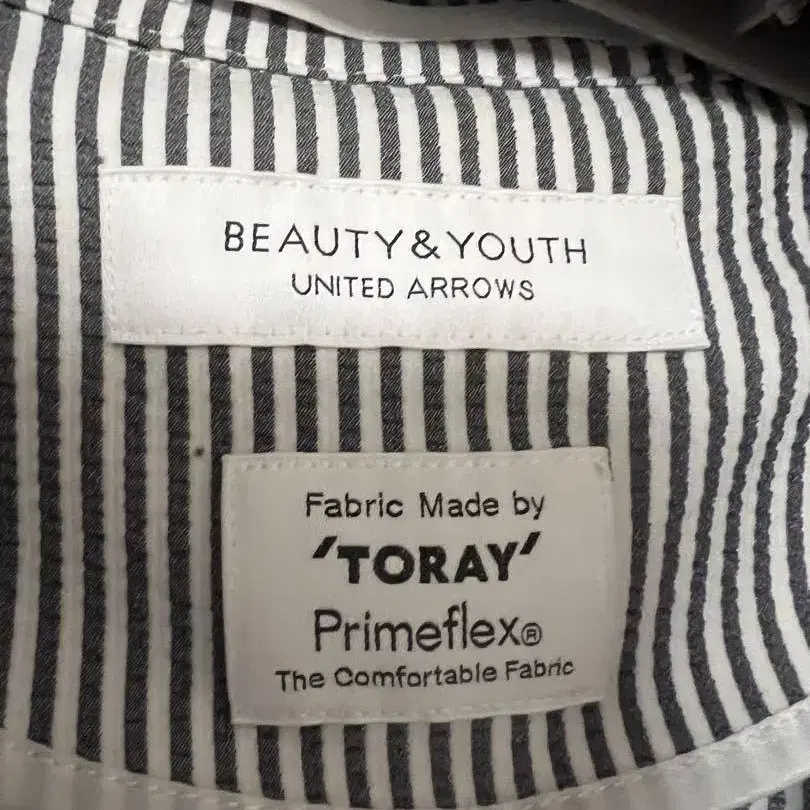 BEAUTY&YOUTH
UNITED ARROWS
Fabric Made by
'TORAY'
Primeflex®
The Comfortable Fabric